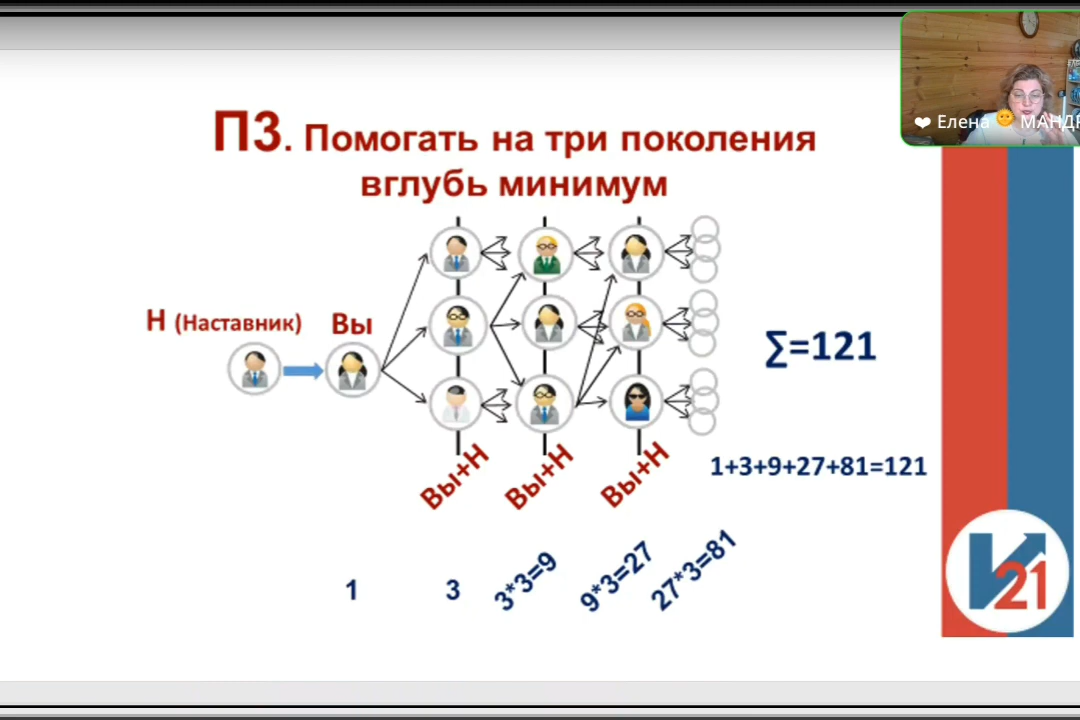 ❤ Елена 🌞 МАНДР
П3. Помогать на три поколения
вглубь минимум
Н (Наставник)
Вы
∑=121
Вы+Н
Вы+Н
Вы+Н
1+3+9+27+81=121
1
3
3*3=9
9*3=27
27*3=81
21